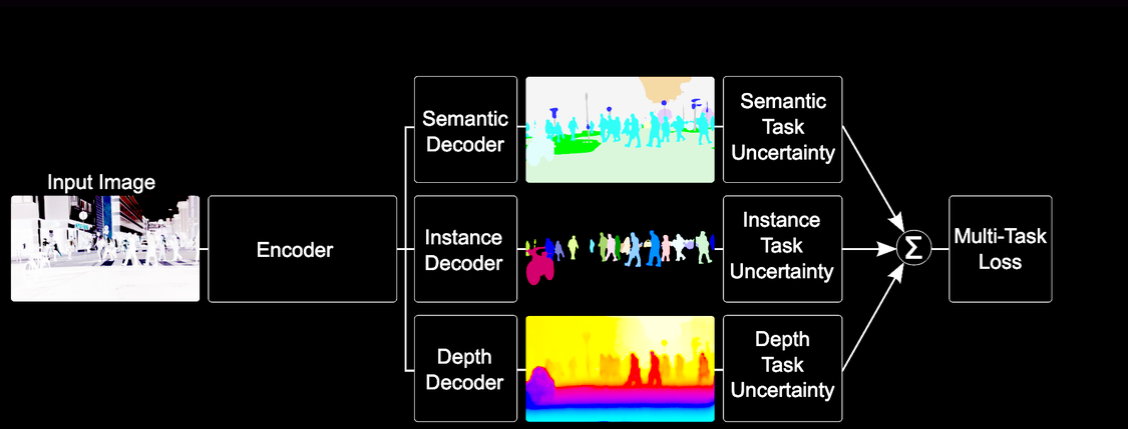 Input Image
Encoder
Semantic
Decoder
Instance
Decoder
Depth
Decoder
Semantic
Task
Uncertainty
Instance
Task
Uncertainty
Depth
Task
Uncertainty
Σ
Multi-Task
Loss